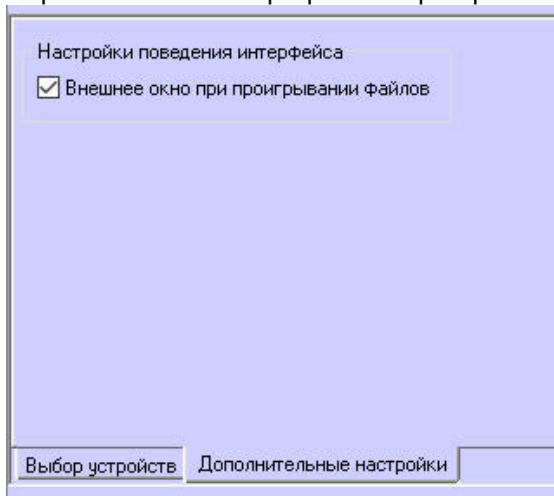 Настройки поведения интерфейса
Внешнее окно при проигрывании файлов
Выбор устройств Дополнительные настройки